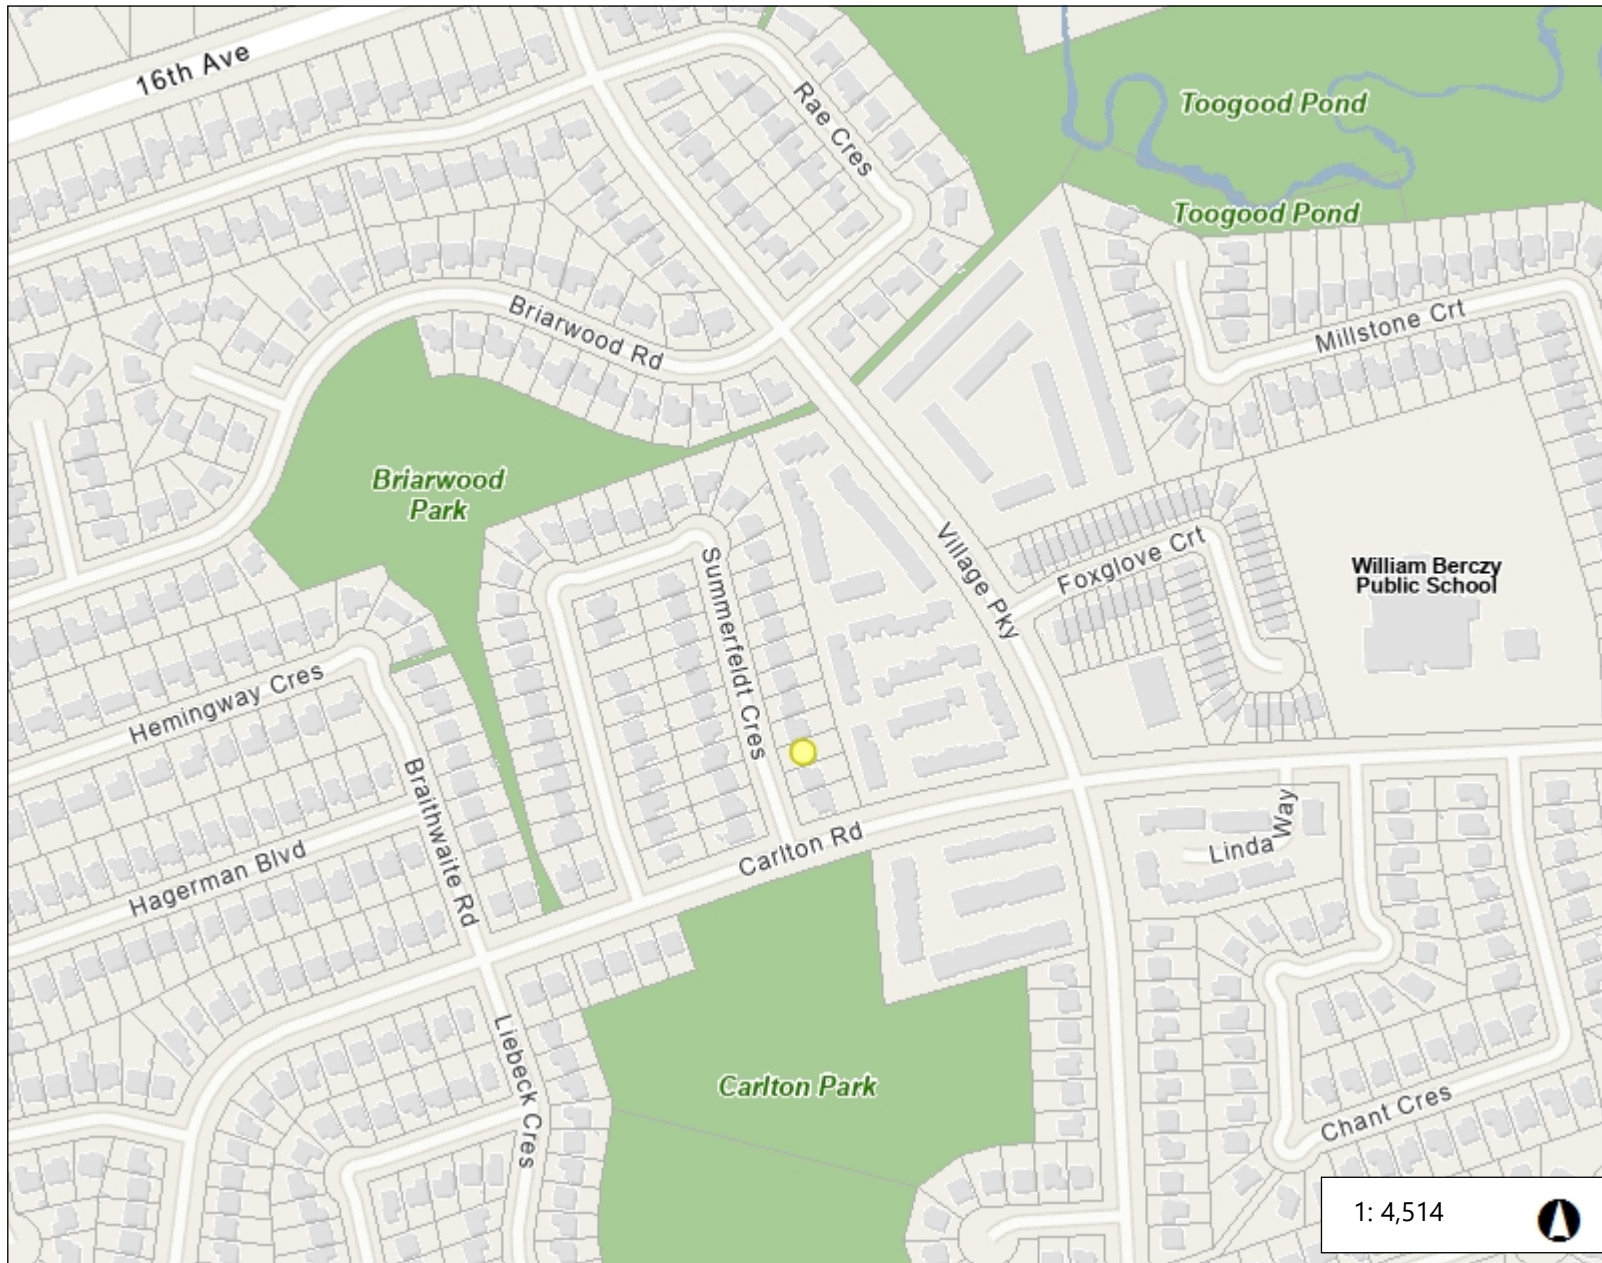 16th Ave
Rae Cres
Toogood Pond
Toogood Pond
Briarwood Rd
Millstone Crt
Briarwood
Park
Village Pky
Foxglove Crt
Summerfeldt Cres
William Berczy
Public School
Hemingway Cres
Braithwaite Rd
Hagerman Blvd
Carlton Rd
Linda Way
Liebeck Cres
Carlton Park
Chant Cres
1: 4,514